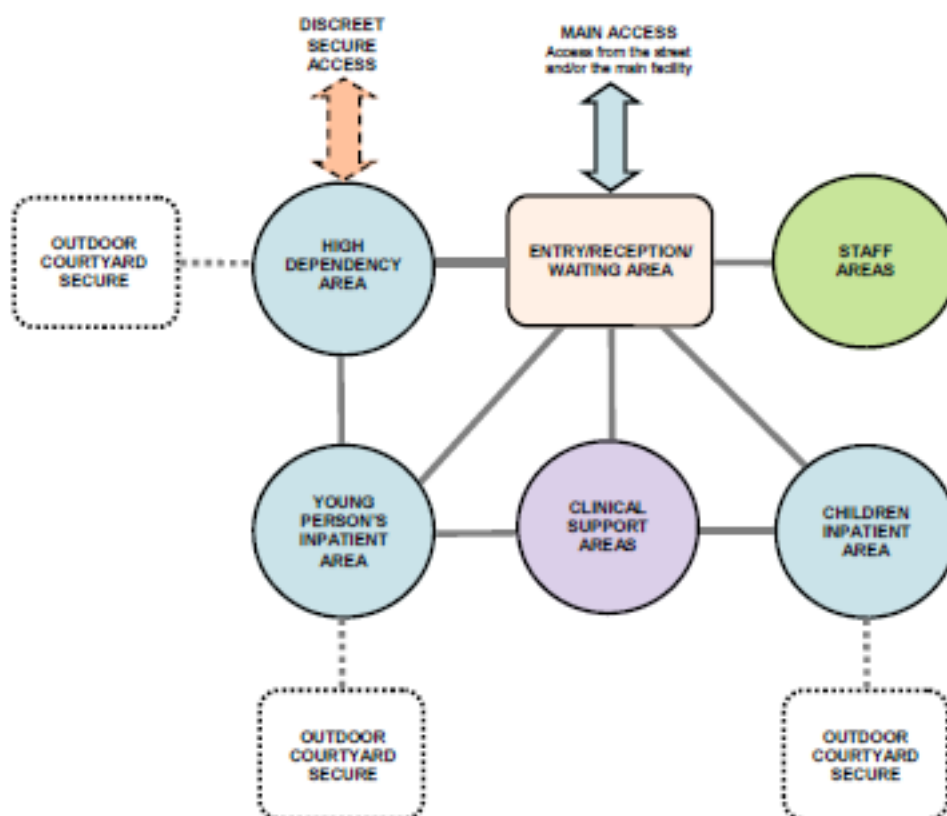 DISCREET
SECURE
ACCESS
MAIN ACCESS
Access from the street
and/or the main facility
OUTDOOR
COURTYARD
SECURE
HIGH
DEPENDENCY
AREA
ENTRY/RECEPTION/
WAITING AREA
STAFF
AREAS
YOUNG
PERSON'S
INPATIENT
AREA
CLINICAL
SUPPORT
AREAS
CHILDREN
INPATIENT
AREA
OUTDOOR
COURTYARD
SECURE
OUTDOOR
COURTYARD
SECURE